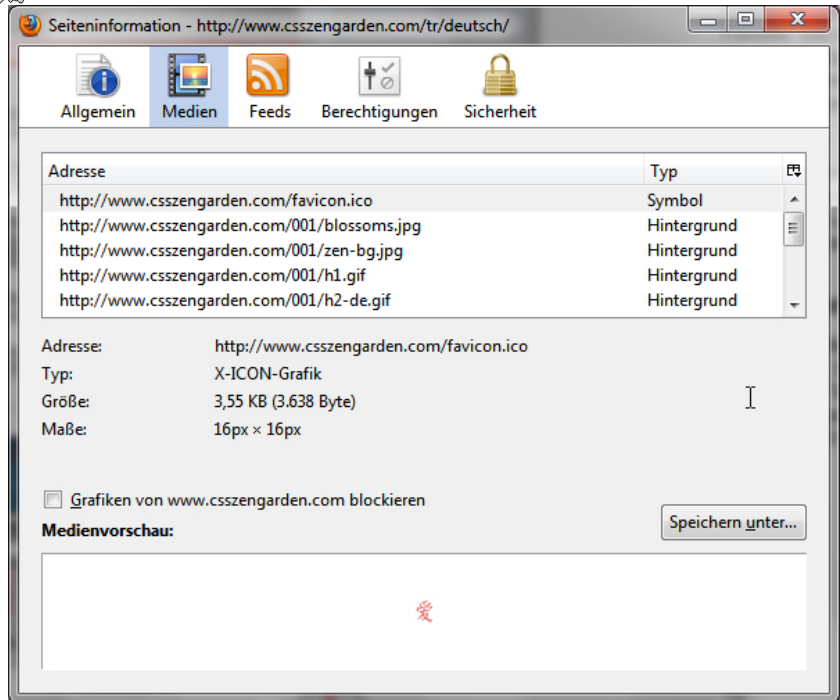 Seiteninformation - http://www.csszengarden.com/tr/deutsch/
Allgemein Medien Feeds Berechtigungen Sicherheit
Adresse Typ
http://www.csszengarden.com/favicon.ico Symbol
http://www.csszengarden.com/001/blossoms.jpg Hintergrund
http://www.csszengarden.com/001/zen-bg.jpg Hintergrund
http://www.csszengarden.com/001/h1.gif Hintergrund
http://www.csszengarden.com/001/h2-de.gif Hintergrund
Adresse: http://www.csszengarden.com/favicon.ico
Typ: X-ICON-Grafik
Größe: 3,55 KB (3.638 Byte)
Maße: 16px × 16px
Grafiken von www.csszengarden.com blockieren
Speichern unter...
Medienvorschau:
爱